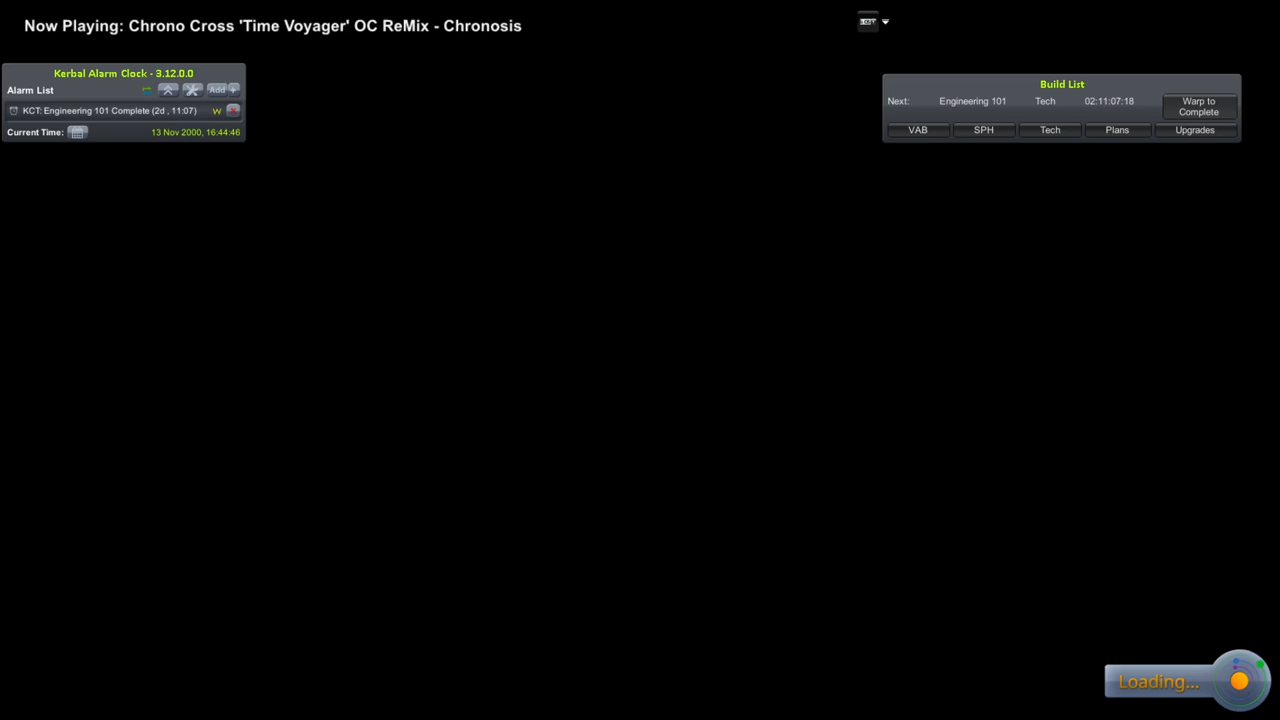 Now Playing: Chrono Cross 'Time Voyager' OC ReMix - Chronosis
Kerbal Alarm Clock - 3.12.0.0
Alarm List Add +
KCT: Engineering 101 Complete (2d , 11:07) W
Current Time: 13 Nov 2000, 16:44:46
Build List
Next: Engineering 101 Tech 02:11:07:18 Warp to
Complete
VAB SPH Tech Plans Upgrades
Loading...